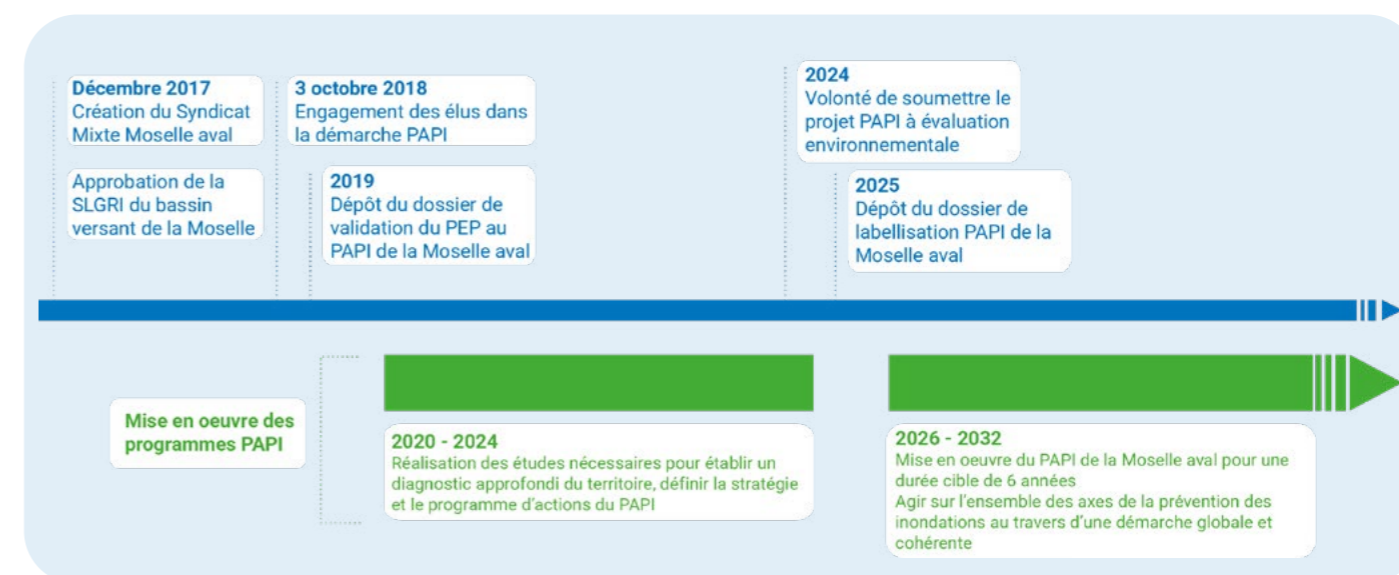 Décembre 2017
Création du Syndicat
Mixte Moselle aval
Approbation de la
SLGRI du bassin
versant de la Moselle
3 octobre 2018
Engagement des élus dans
la démarche PAPI
2019
Dépôt du dossier de
validation du PEP au
PAPI de la Moselle aval
2024
Volonté de soumettre le
projet PAPI à évaluation
environnementale
2025
Dépôt du dossier de
labellisation PAPI de la
Moselle aval
Mise en oeuvre des
programmes PAPI
2020 - 2024
Réalisation des études nécessaires pour établir un
diagnostic approfondi du territoire, définir la stratégie
et le programme d'actions du PAPI
2026 - 2032
Mise en oeuvre du PAPI de la Moselle aval pour une
durée cible de 6 années
Agir sur l'ensemble des axes de la prévention des
inondations au travers d'une démarche globale et
cohérente